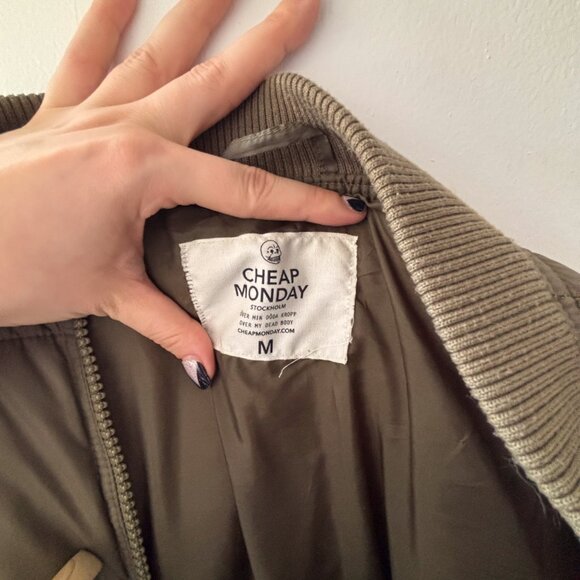 CHEAP
MONDAY
STOCKHOLM
ÖVER MIN DÖDA KROPP
OVER MY DEAD BODY
CHEAPMONDAY.COM
M